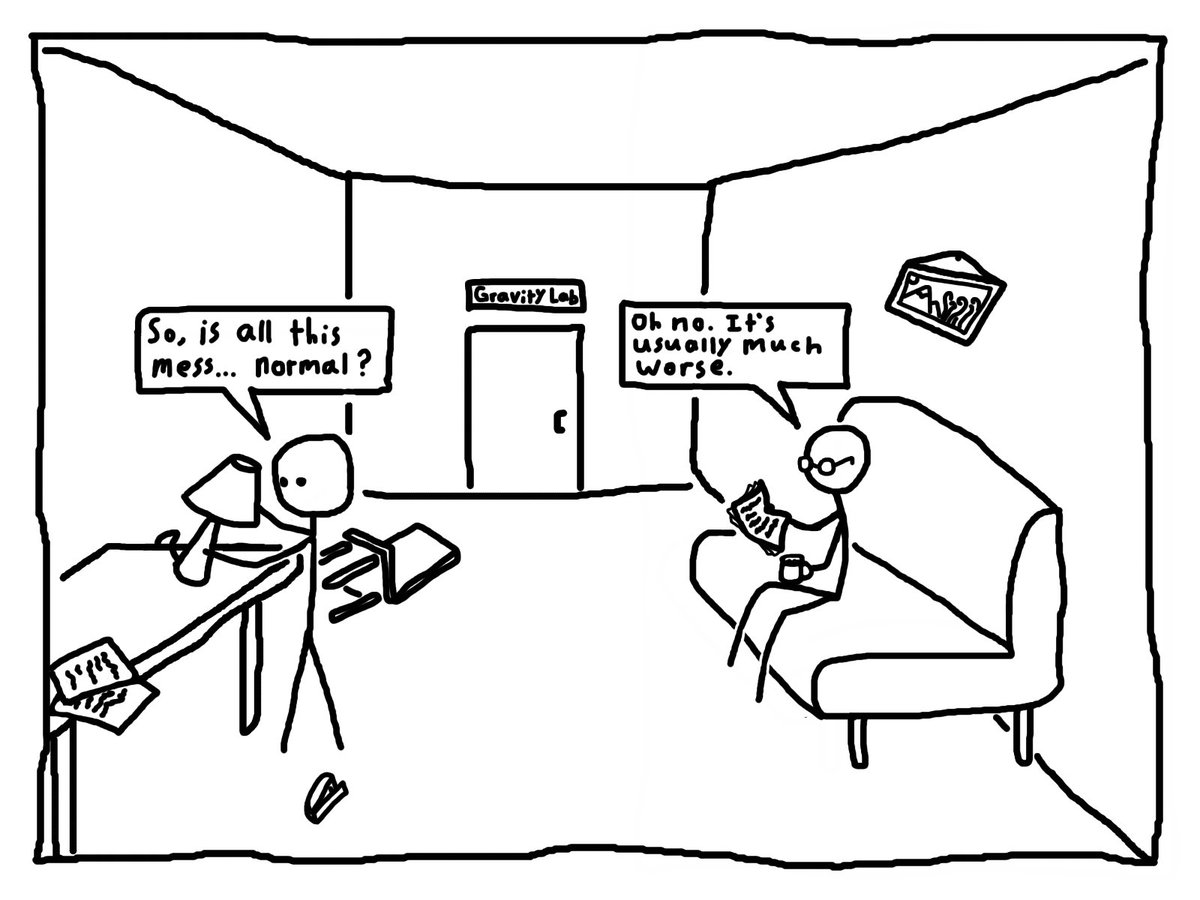 Gravity Lab
So, is all this
mess... normal?
Oh no. It's
usually much
worse.